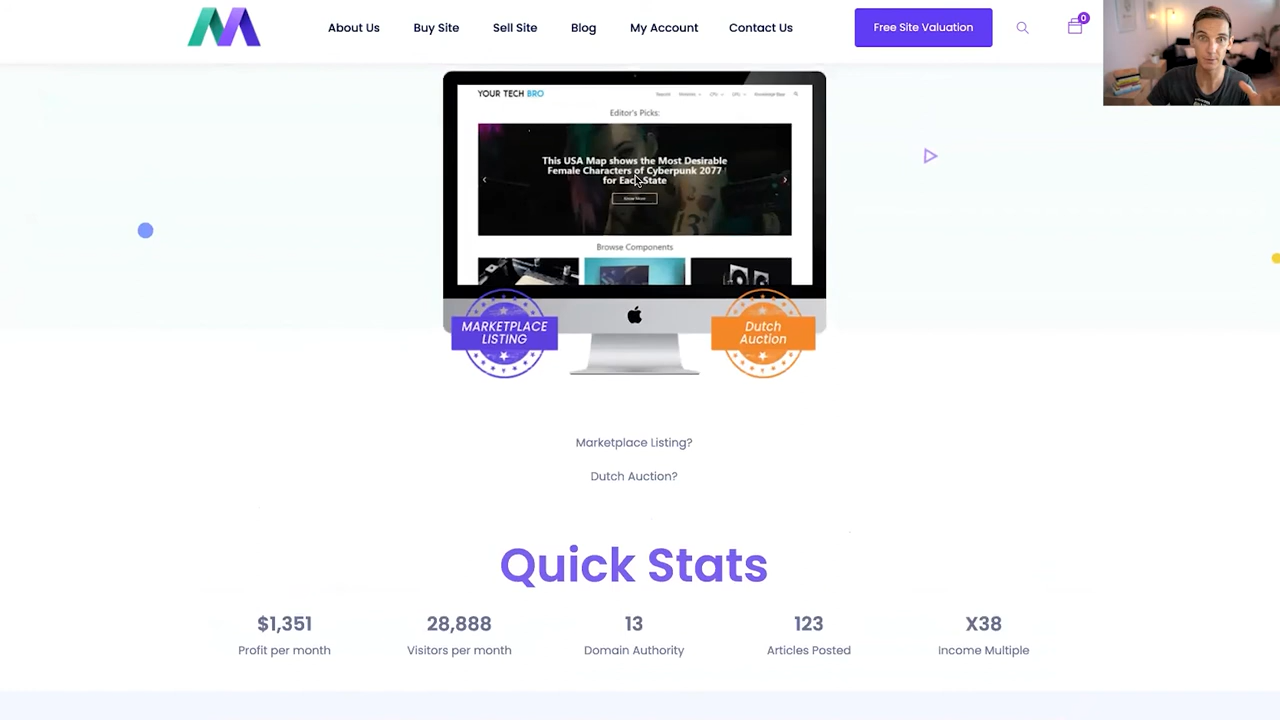 About Us
Buy Site
Sell Site
Blog
My Account
Contact Us
Free Site Valuation
0
YOUR TECH BRO
Editor's Picks:
This USA Map shows the Most Desirable
Female Characters of Cyberpunk 2077
for Each State
Know More
Browse Components
MARKETPLACE
LISTING
Dutch
Auction
Marketplace Listing?
Dutch Auction?
Quick Stats
$1,351
28,888
13
123
X38
Profit per month
Visitors per month
Domain Authority
Articles Posted
Income Multiple